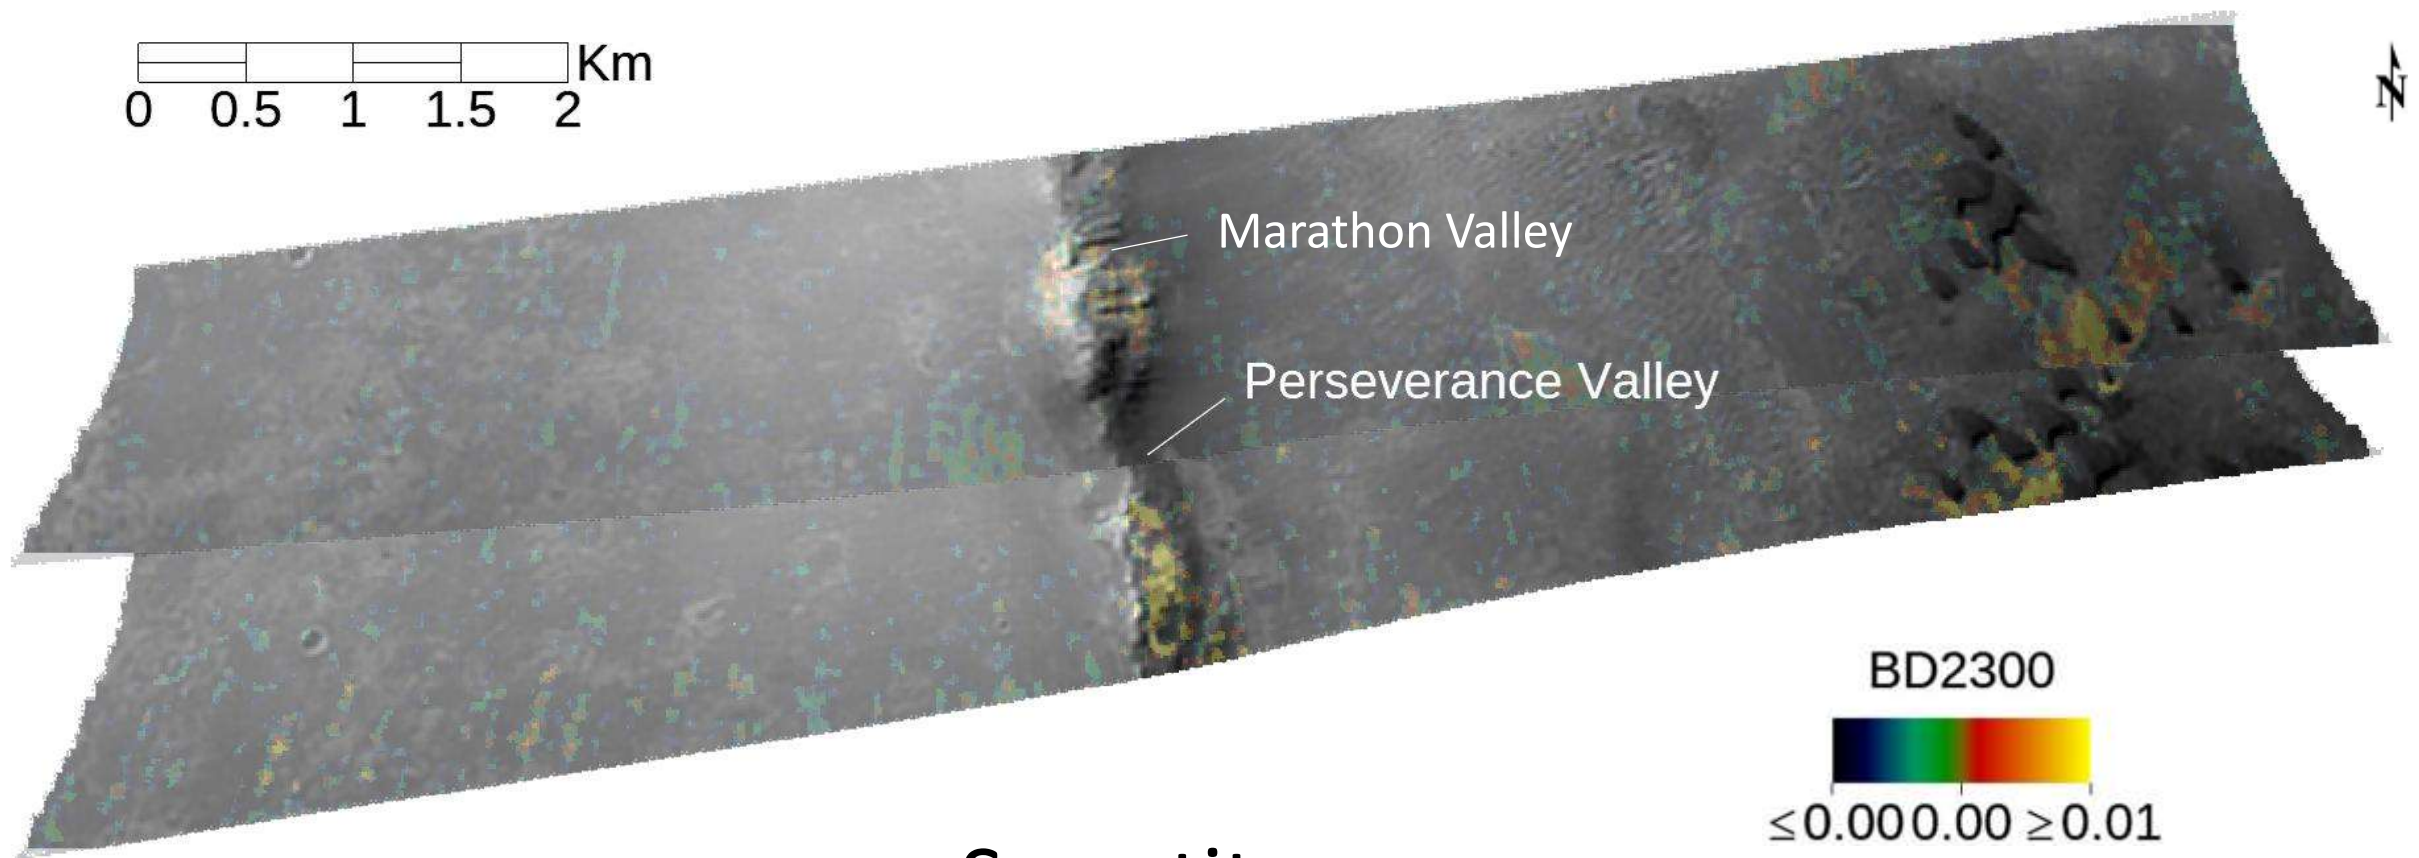 Km
0 0.5 1 1.5 2
N
Marathon Valley
Perseverance Valley
BD2300
≤0.00 0.00 ≥0.01